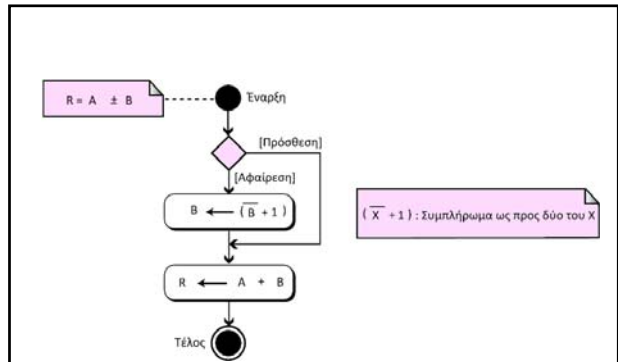 R = A ± B
Έναρξη
[Πρόσθεση]
[Αφαίρεση]
B ← (B̅ + 1)
(X̅ + 1) : Συμπλήρωμα ως προς δύο του X
R ← A + B
Τέλος